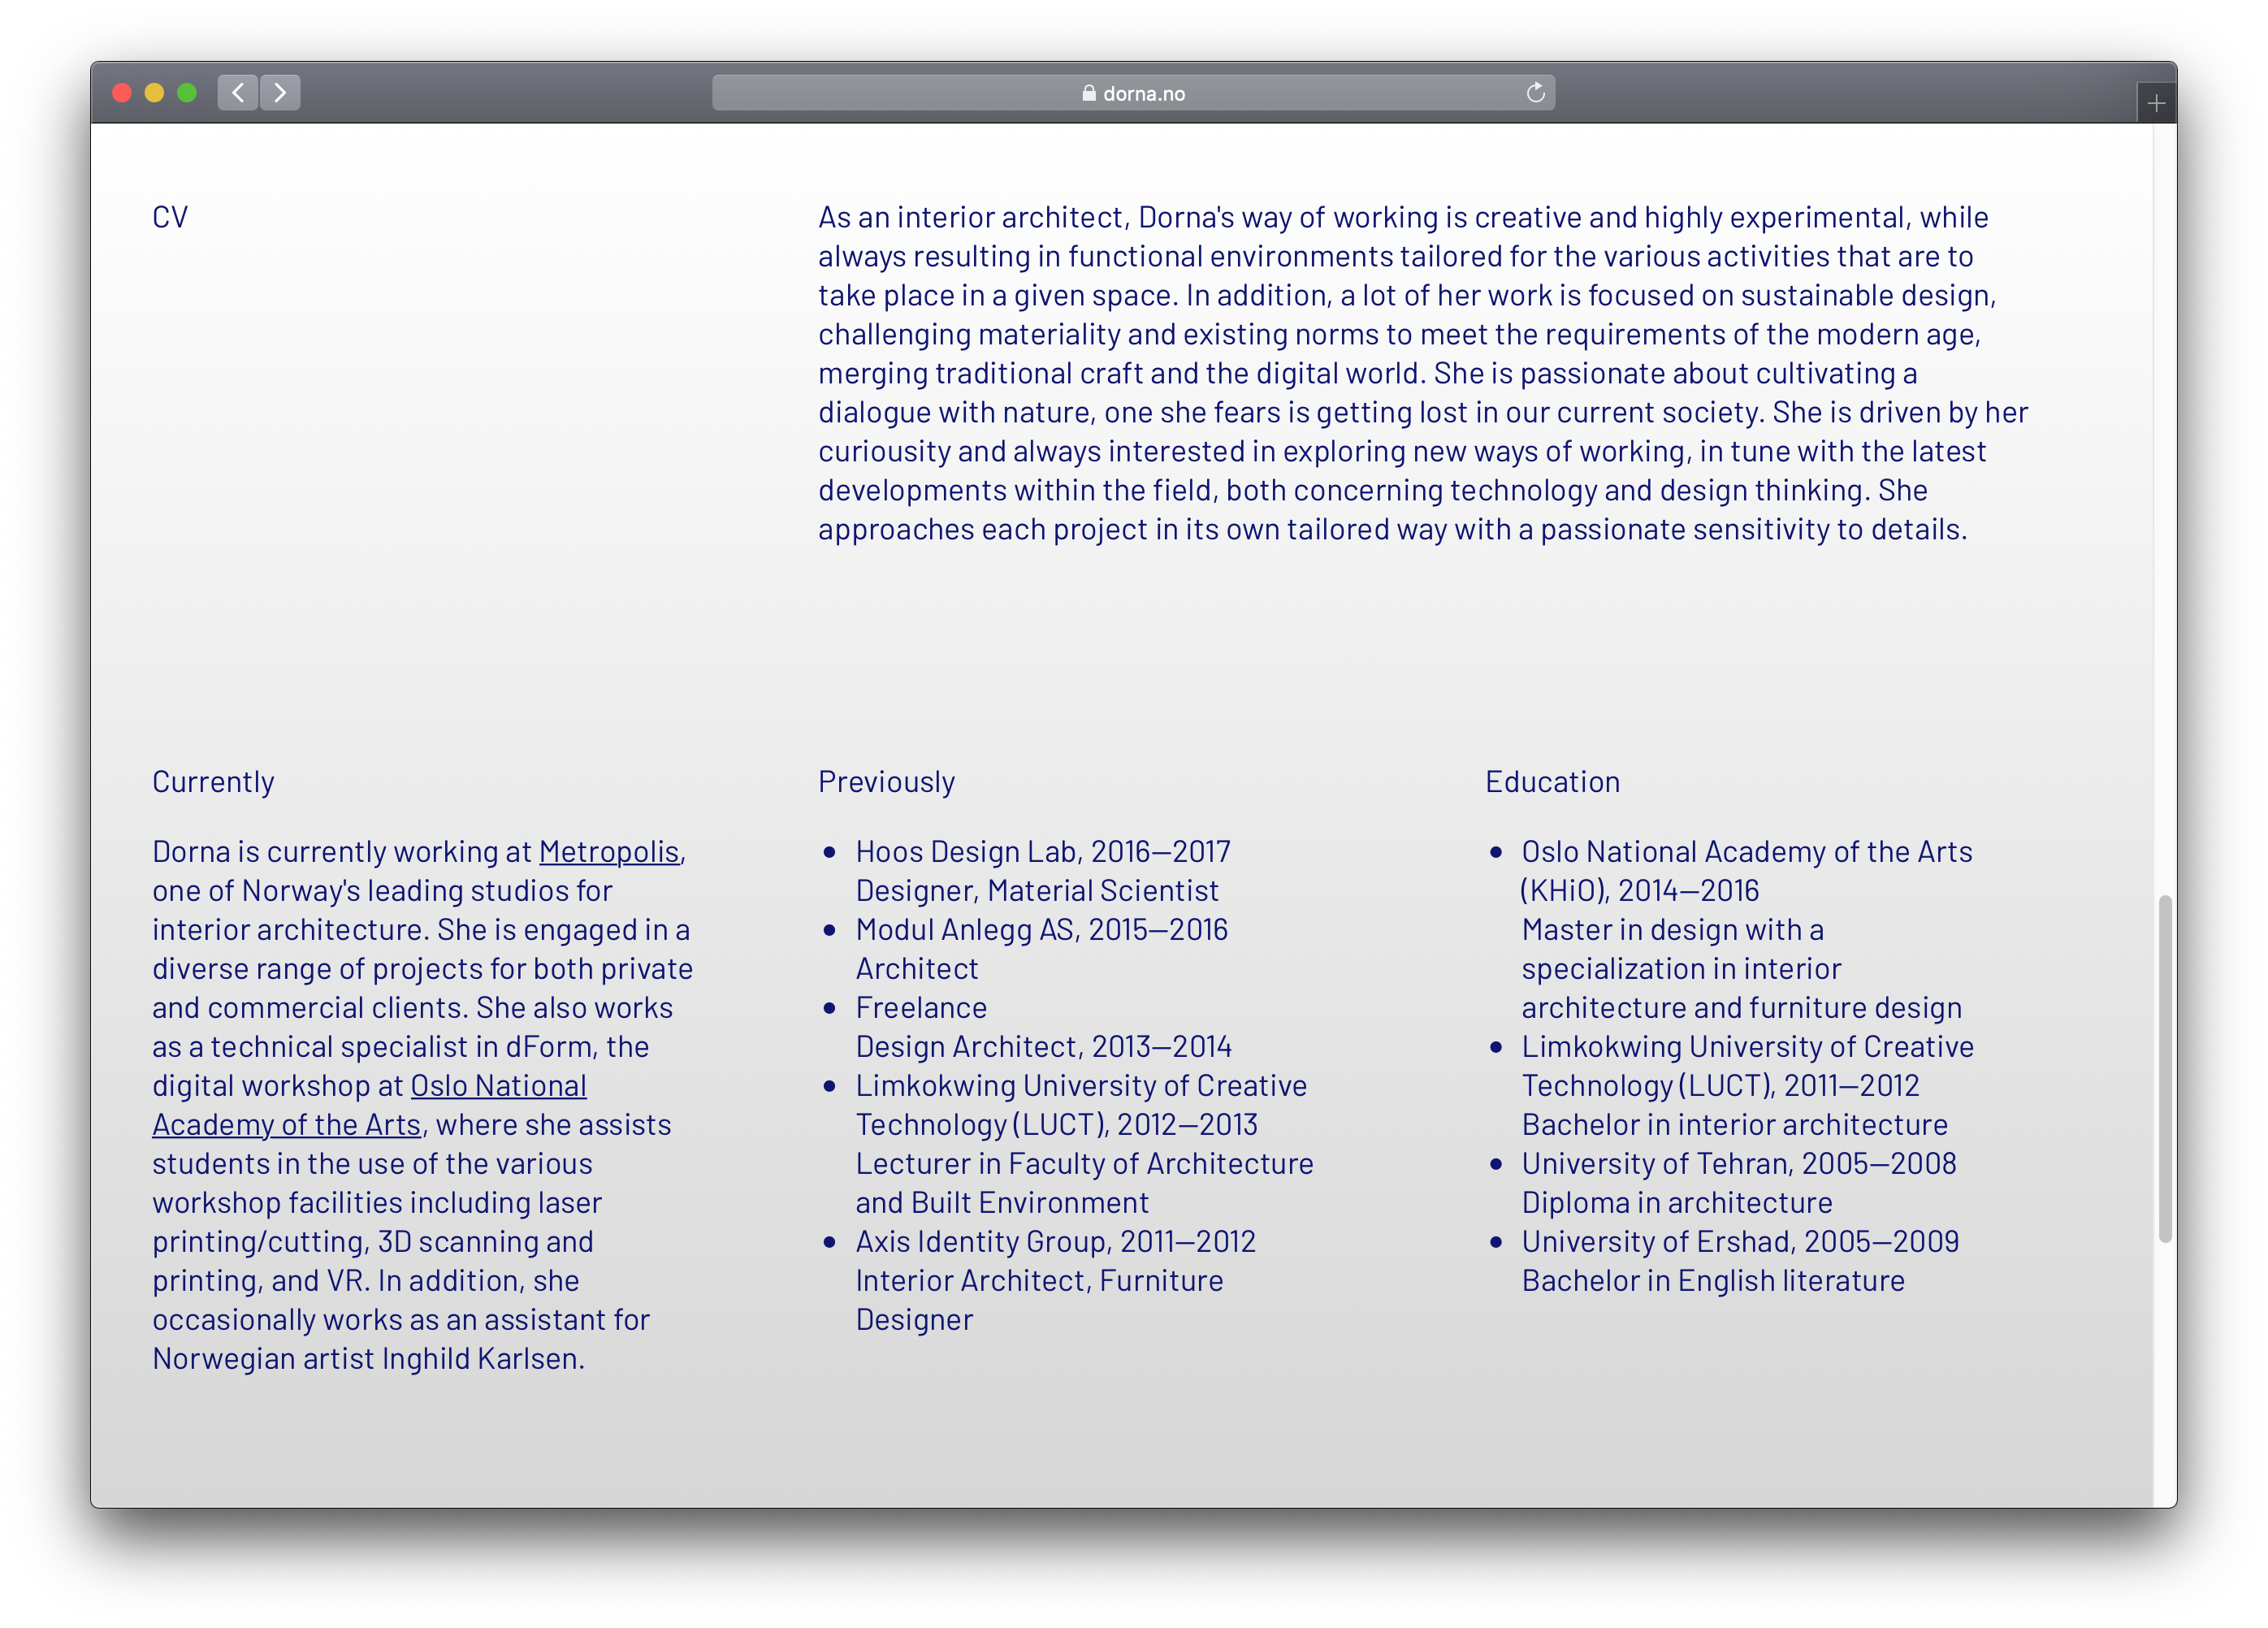 dorna.no
CV
As an interior architect, Dorna's way of working is creative and highly experimental, while
always resulting in functional environments tailored for the various activities that are to
take place in a given space. In addition, a lot of her work is focused on sustainable design,
challenging materiality and existing norms to meet the requirements of the modern age,
merging traditional craft and the digital world. She is passionate about cultivating a
dialogue with nature, one she fears is getting lost in our current society. She is driven by her
curiousity and always interested in exploring new ways of working, in tune with the latest
developments within the field, both concerning technology and design thinking. She
approaches each project in its own tailored way with a passionate sensitivity to details.
Currently
Dorna is currently working at Metropolis,
one of Norway's leading studios for
interior architecture. She is engaged in a
diverse range of projects for both private
and commercial clients. She also works
as a technical specialist in dForm, the
digital workshop at Oslo National
Academy of the Arts, where she assists
students in the use of the various
workshop facilities including laser
printing/cutting, 3D scanning and
printing, and VR. In addition, she
occasionally works as an assistant for
Norwegian artist Inghild Karlsen.
Previously
• Hoos Design Lab, 2016—2017
Designer, Material Scientist
• Modul Anlegg AS, 2015—2016
Architect
• Freelance
Design Architect, 2013—2014
• Limkokwing University of Creative
Technology (LUCT), 2012—2013
Lecturer in Faculty of Architecture
and Built Environment
• Axis Identity Group, 2011—2012
Interior Architect, Furniture
Designer
Education
• Oslo National Academy of the Arts
(KHiO), 2014—2016
Master in design with a
specialization in interior
architecture and furniture design
• Limkokwing University of Creative
Technology (LUCT), 2011—2012
Bachelor in interior architecture
• University of Tehran, 2005—2008
Diploma in architecture
• University of Ershad, 2005—2009
Bachelor in English literature